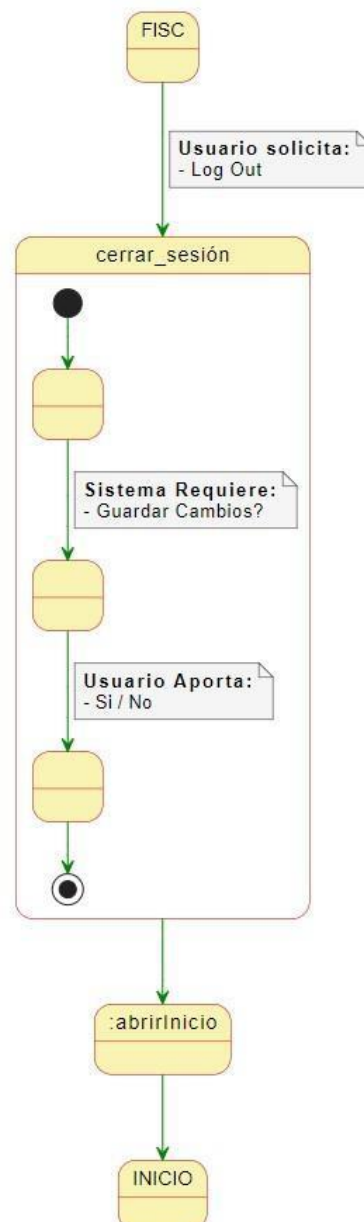 FISC
Usuario solicita:
- Log Out
cerrar_sesión
Sistema Requiere:
- Guardar Cambios?
Usuario Aporta:
- Si / No
:abrirInicio
INICIO